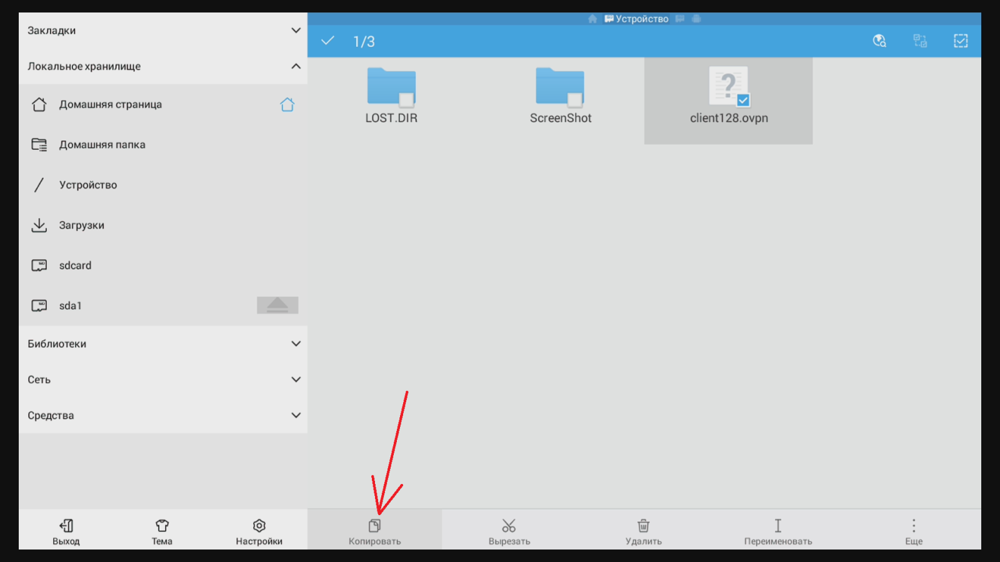 Закладки
Локальное хранилище
Домашняя страница
Домашняя папка
Устройство
Загрузки
sdcard
sda1
Библиотеки
Сеть
Средства
Выход
Тема
Настройки
Устройство
1/3
LOST.DIR
ScreenShot
?
client128.ovpn
Копировать
Вырезать
Удалить
Переименовать
Еще